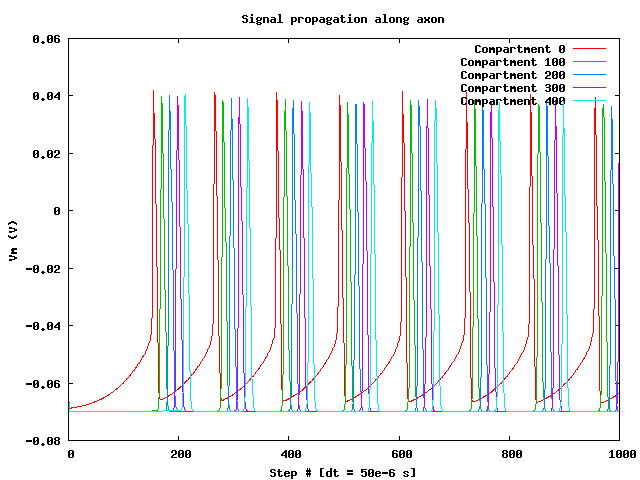 Signal propagation along axon
0.06
0.04
0.02
0
-0.02
-0.04
-0.06
-0.08
Vm (V)
Compartment 0
Compartment 100
Compartment 200
Compartment 300
Compartment 400
0 200 400 600 800 1000
Step # [dt = 50e-6 s]